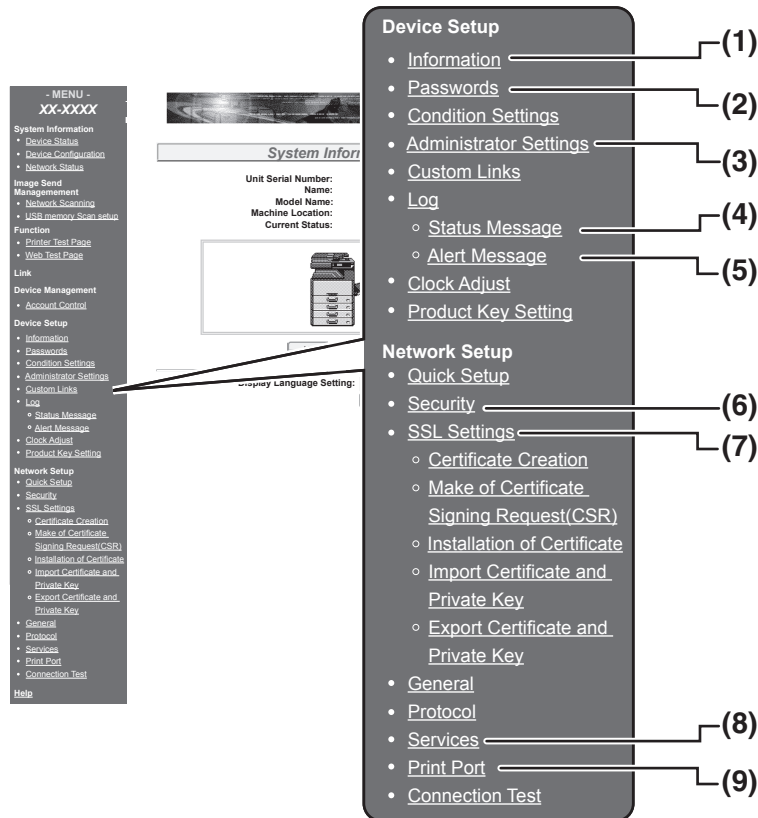 - MENU -
XX-XXXX
System Information
• Device Status
• Device Configuration
• Network Status
Image Send
Managemement
• Network Scanning
• USB memory Scan setup
Function
• Printer Test Page
• Web Test Page
Link
Device Management
• Account Control
Device Setup
• Information
• Passwords
• Condition Settings
• Administrator Settings
• Custom Links
• Log
○ Status Message
○ Alert Message
• Clock Adjust
• Product Key Setting
Network Setup
• Quick Setup
• Security
• SSL Settings
○ Certificate Creation
○ Make of Certificate
Signing Request(CSR)
○ Installation of Certificate
○ Import Certificate and
Private Key
○ Export Certificate and
Private Key
• General
• Protocol
• Services
• Print Port
• Connection Test
Help
System Infor
Unit Serial Number:
Name:
Model Name:
Machine Location:
Current Status:
Display Language Setting:
Device Setup
• Information (1)
• Passwords (2)
• Condition Settings
• Administrator Settings (3)
• Custom Links
• Log
○ Status Message (4)
○ Alert Message (5)
• Clock Adjust
• Product Key Setting
Network Setup
• Quick Setup
• Security (6)
• SSL Settings (7)
○ Certificate Creation
○ Make of Certificate
Signing Request(CSR)
○ Installation of Certificate
○ Import Certificate and
Private Key
○ Export Certificate and
Private Key
• General
• Protocol
• Services (8)
• Print Port (9)
• Connection Test